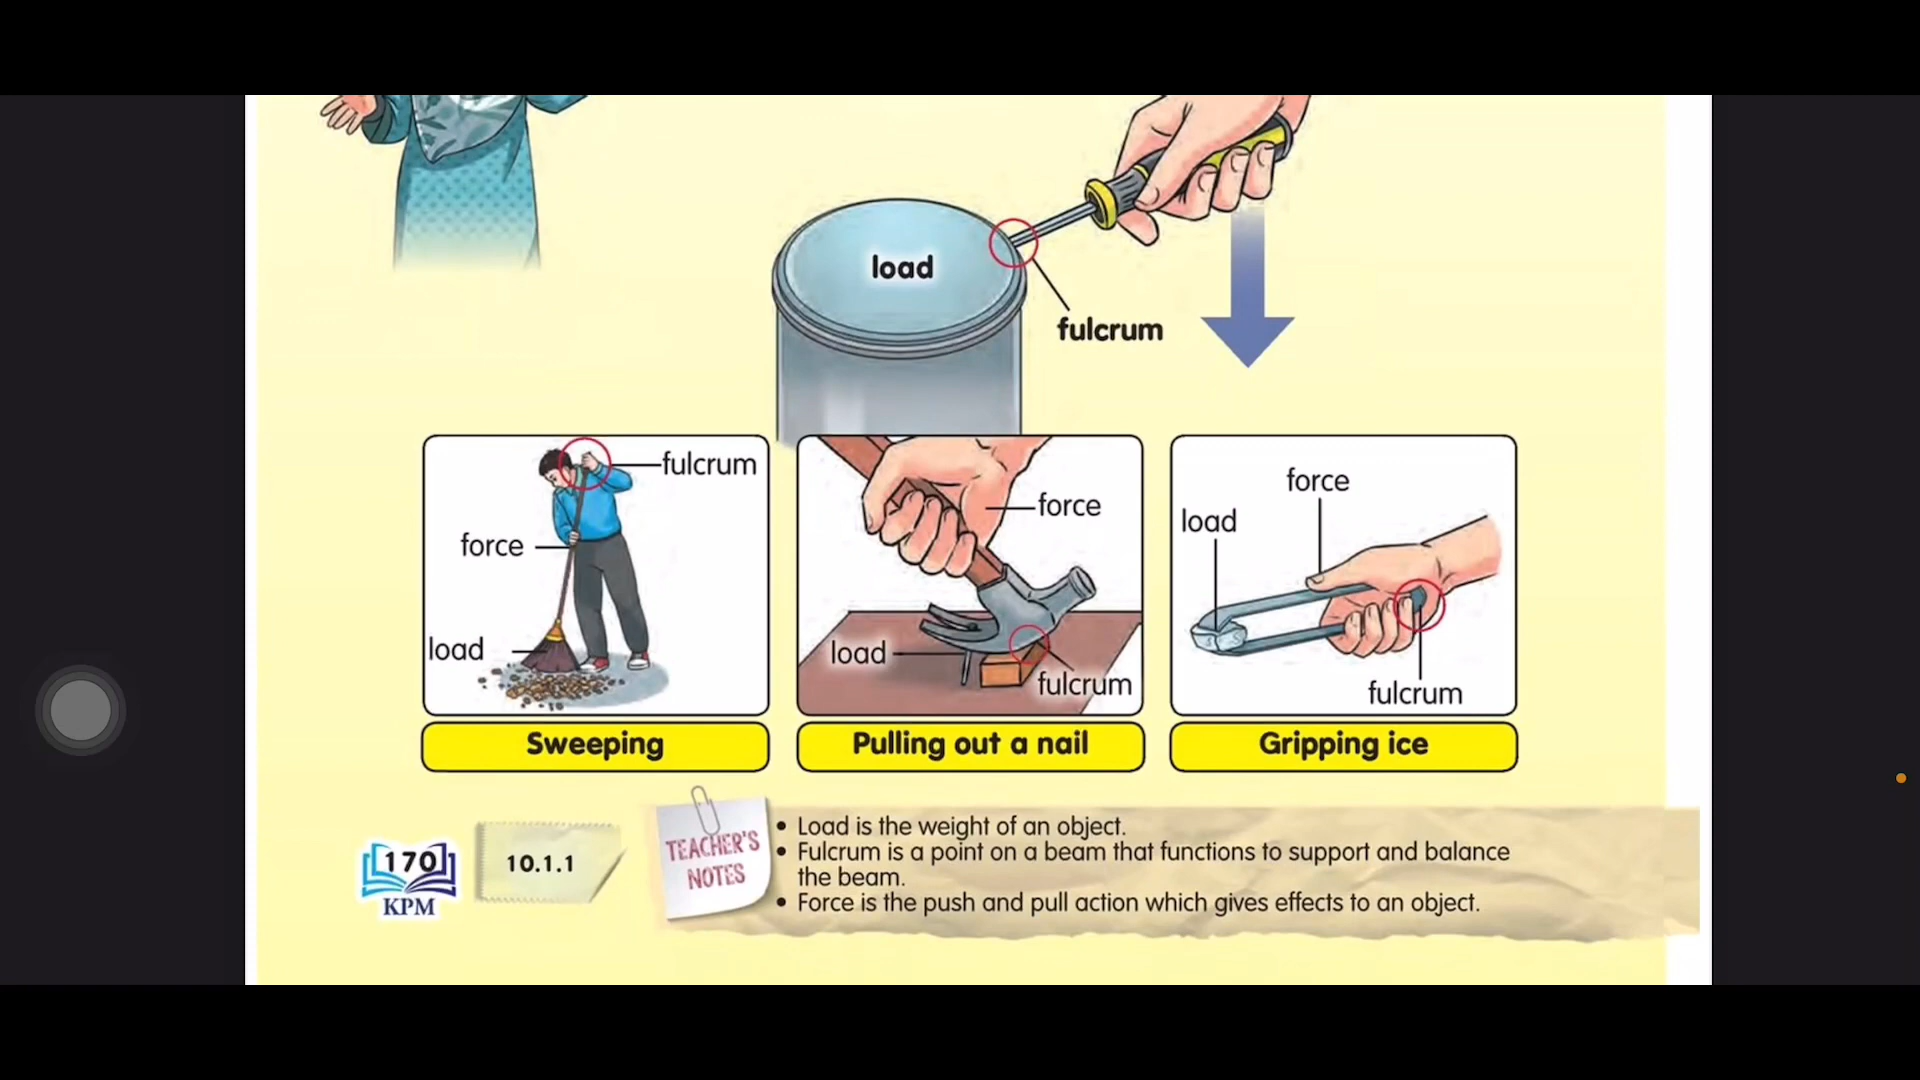 load
fulcrum
fulcrum
force
load
Sweeping
force
load
fulcrum
Pulling out a nail
force
load
fulcrum
Gripping ice
170
KPM
10.1.1
TEACHER'S
NOTES
• Load is the weight of an object.
• Fulcrum is a point on a beam that functions to support and balance
the beam.
• Force is the push and pull action which gives effects to an object.